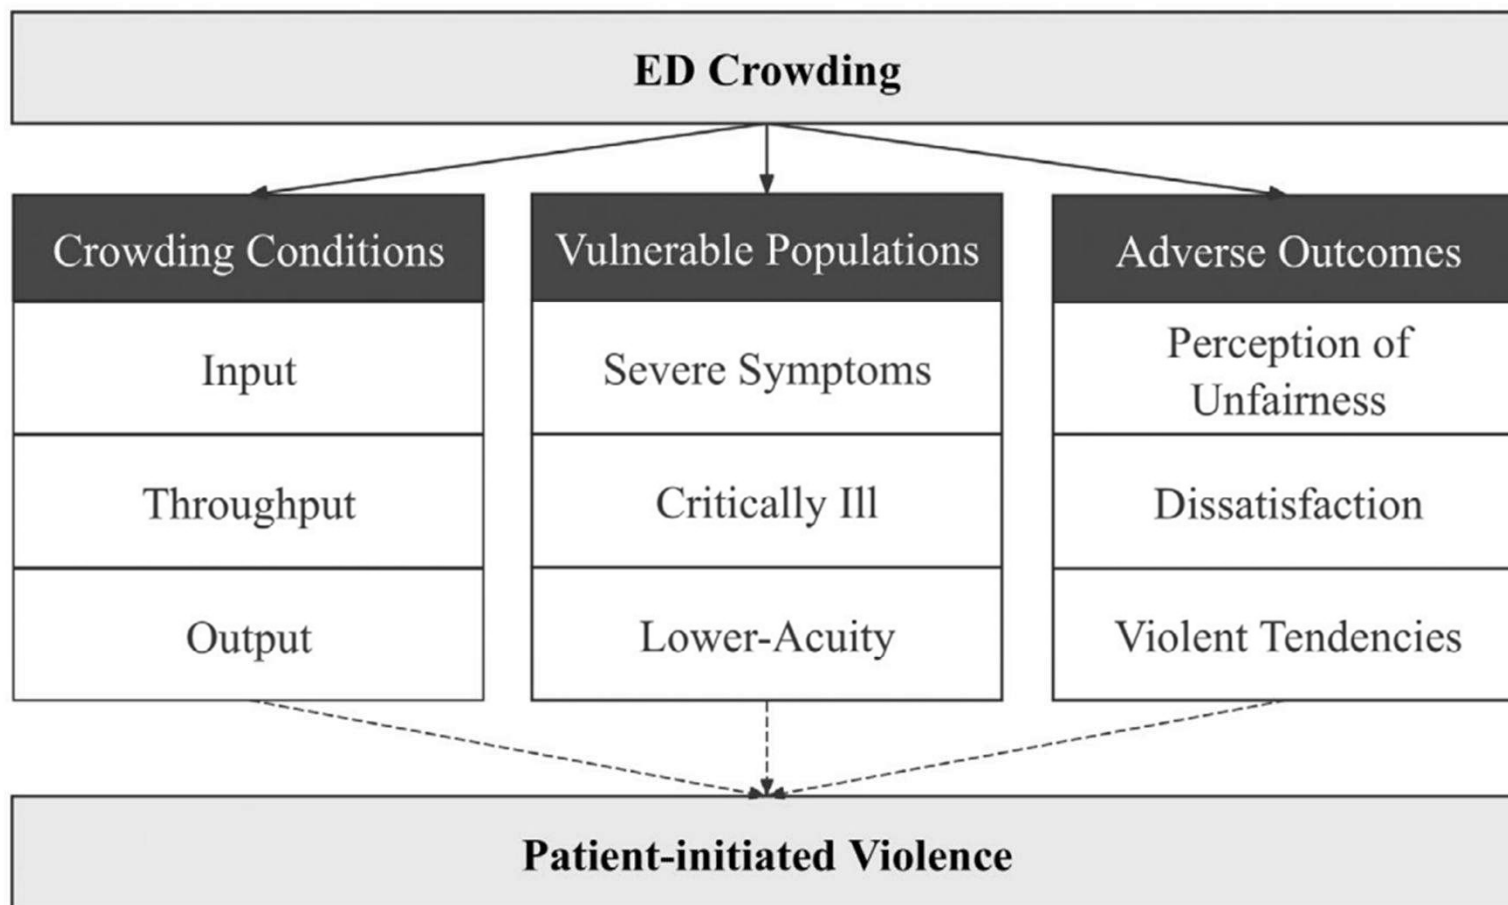 ED Crowding
Crowding Conditions
Input
Throughput
Output
Vulnerable Populations
Severe Symptoms
Critically Ill
Lower-Acuity
Adverse Outcomes
Perception of
Unfairness
Dissatisfaction
Violent Tendencies
Patient-initiated Violence